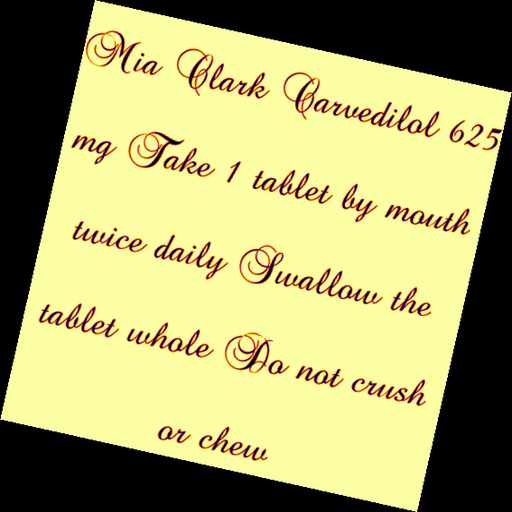 Mia Clark Carvedilol 625
mg Take 1 tablet by mouth
twice daily Swallow the
tablet whole Do not crush
or chew